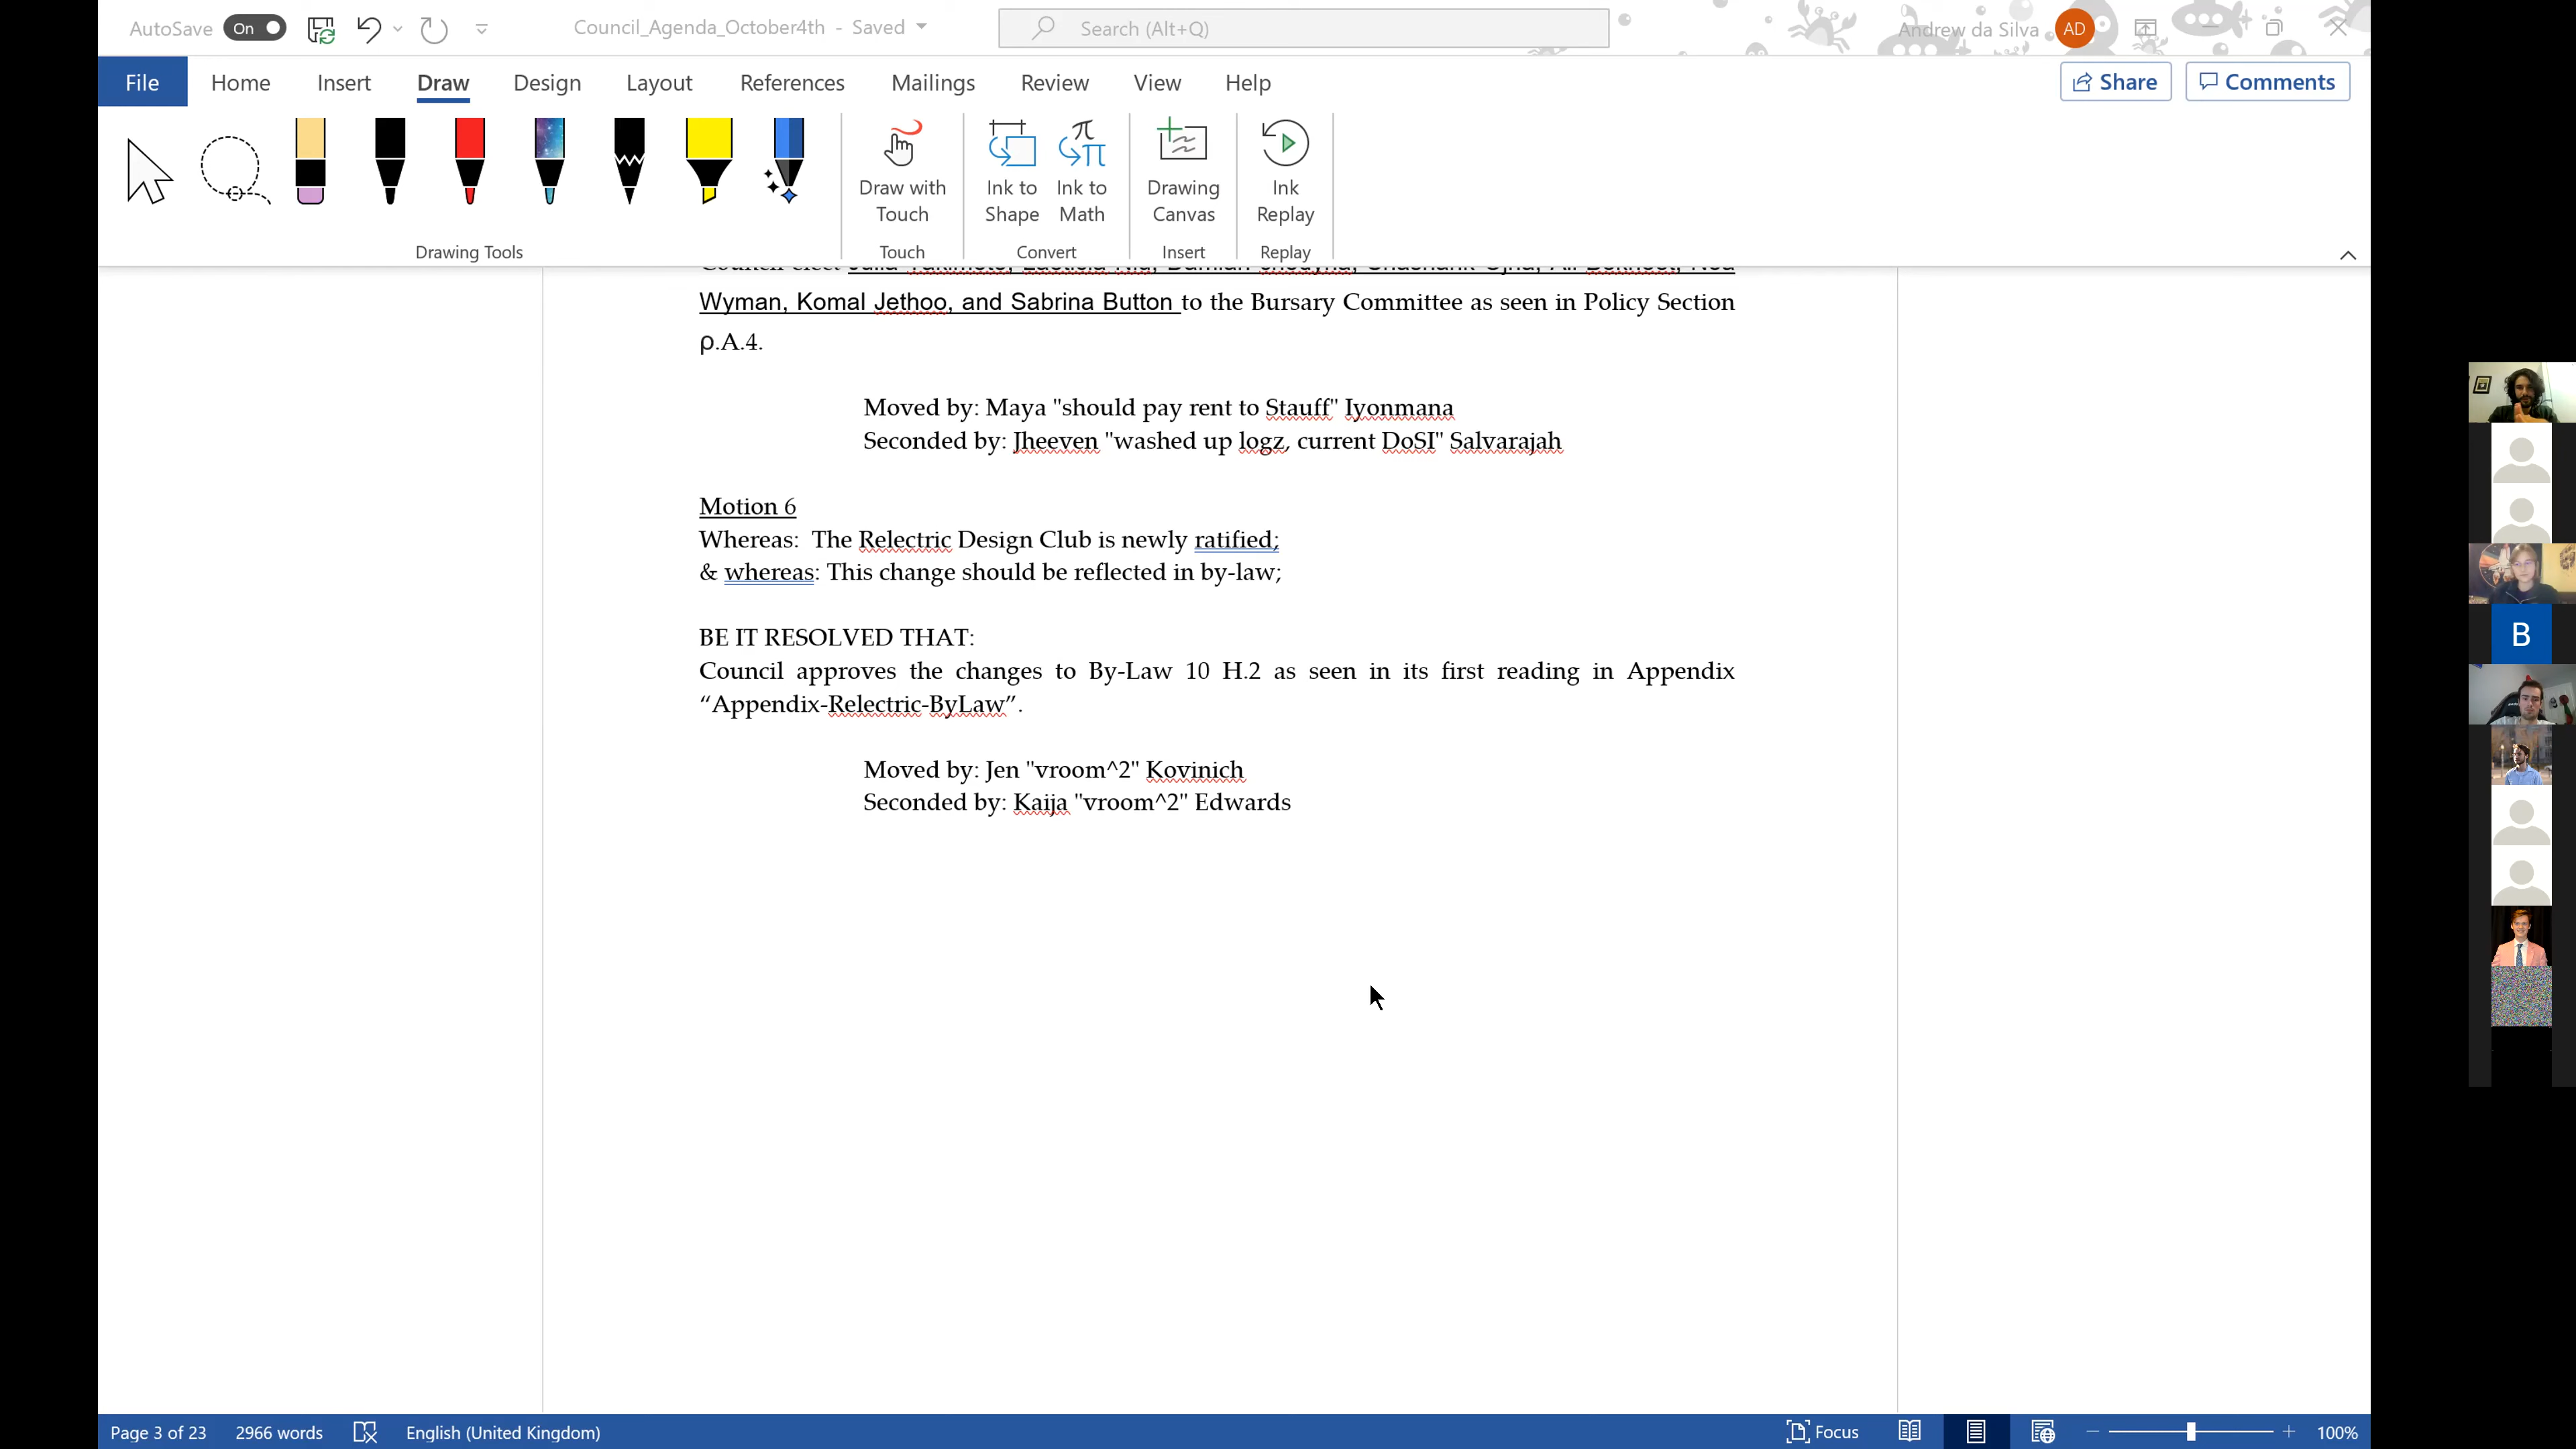 AutoSave On Council_Agenda_October4th - Saved Search (Alt+Q) Andrew da Silva AD
File Home Insert Draw Design Layout References Mailings Review View Help Share Comments
Draw with Touch
Ink to Shape
Ink to Math
Drawing Canvas
Ink Replay
Drawing Tools Touch Convert Insert Replay
Wyman, Komal Jethoo, and Sabrina Button to the Bursary Committee as seen in Policy Section
ρ.A.4.
Moved by: Maya "should pay rent to Stauff" Iyonmana
Seconded by: Jheeven "washed up logz, current DoSI" Salvarajah
Motion 6
Whereas:  The Relectric Design Club is newly ratified;
& whereas: This change should be reflected in by-law;
BE IT RESOLVED THAT:
Council approves the changes to By-Law 10 H.2 as seen in its first reading in Appendix
“Appendix-Relectric-ByLaw”.
Moved by: Jen "vroom^2" Kovinich
Seconded by: Kaija "vroom^2" Edwards
B
Page 3 of 23 2966 words English (United Kingdom) Focus 100%